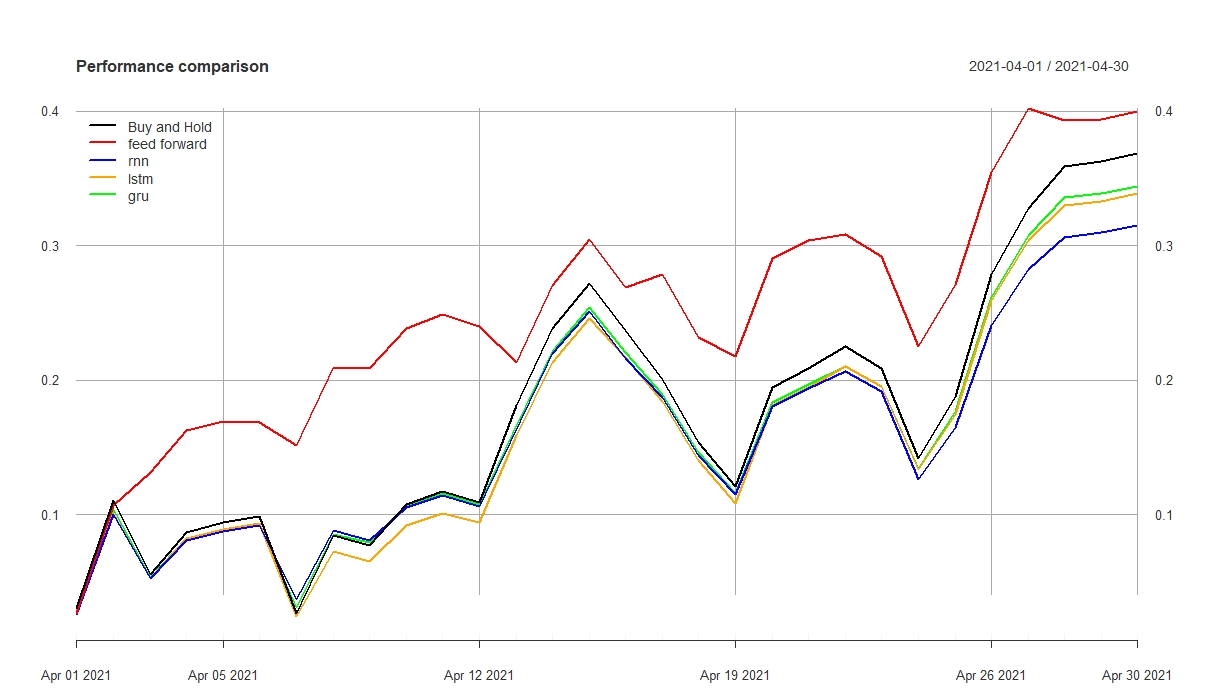 Performance comparison
2021-04-01 / 2021-04-30
0.4
0.4
Buy and Hold
feed forward
rnn
lstm
gru
0.3
0.3
0.2
0.2
0.1
0.1
Apr 01 2021
Apr 05 2021
Apr 12 2021
Apr 19 2021
Apr 26 2021
Apr 30 2021